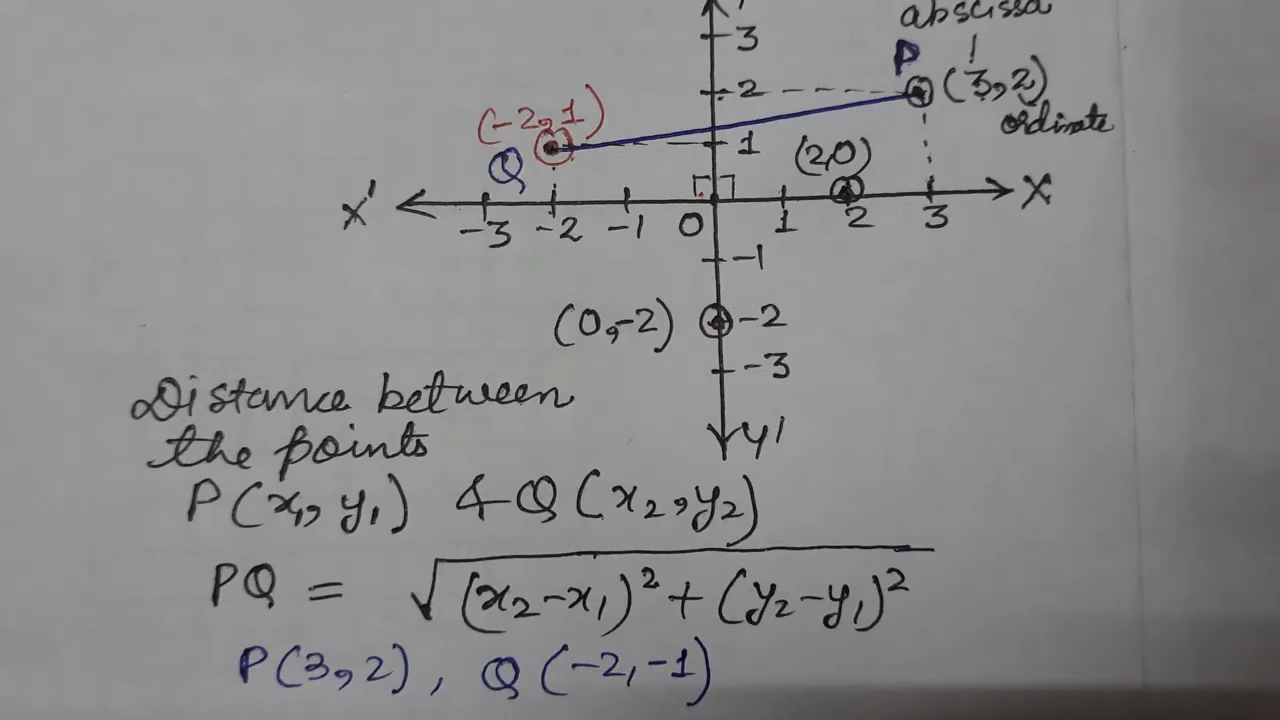 abscissa
3
P
2
(3,2)
ordinate
(-2,1)
1
Q
(2,0)
X'
-3 -2 -1 0 1 2 3
X
-1
(0,-2)
-2
-3
Y'
Distance between
the points
P(x₁, y₁) & Q(x₂,y₂)
PQ = √(x₂-x₁)²+(y₂-y₁)²
P(3,2), Q(-2,-1)